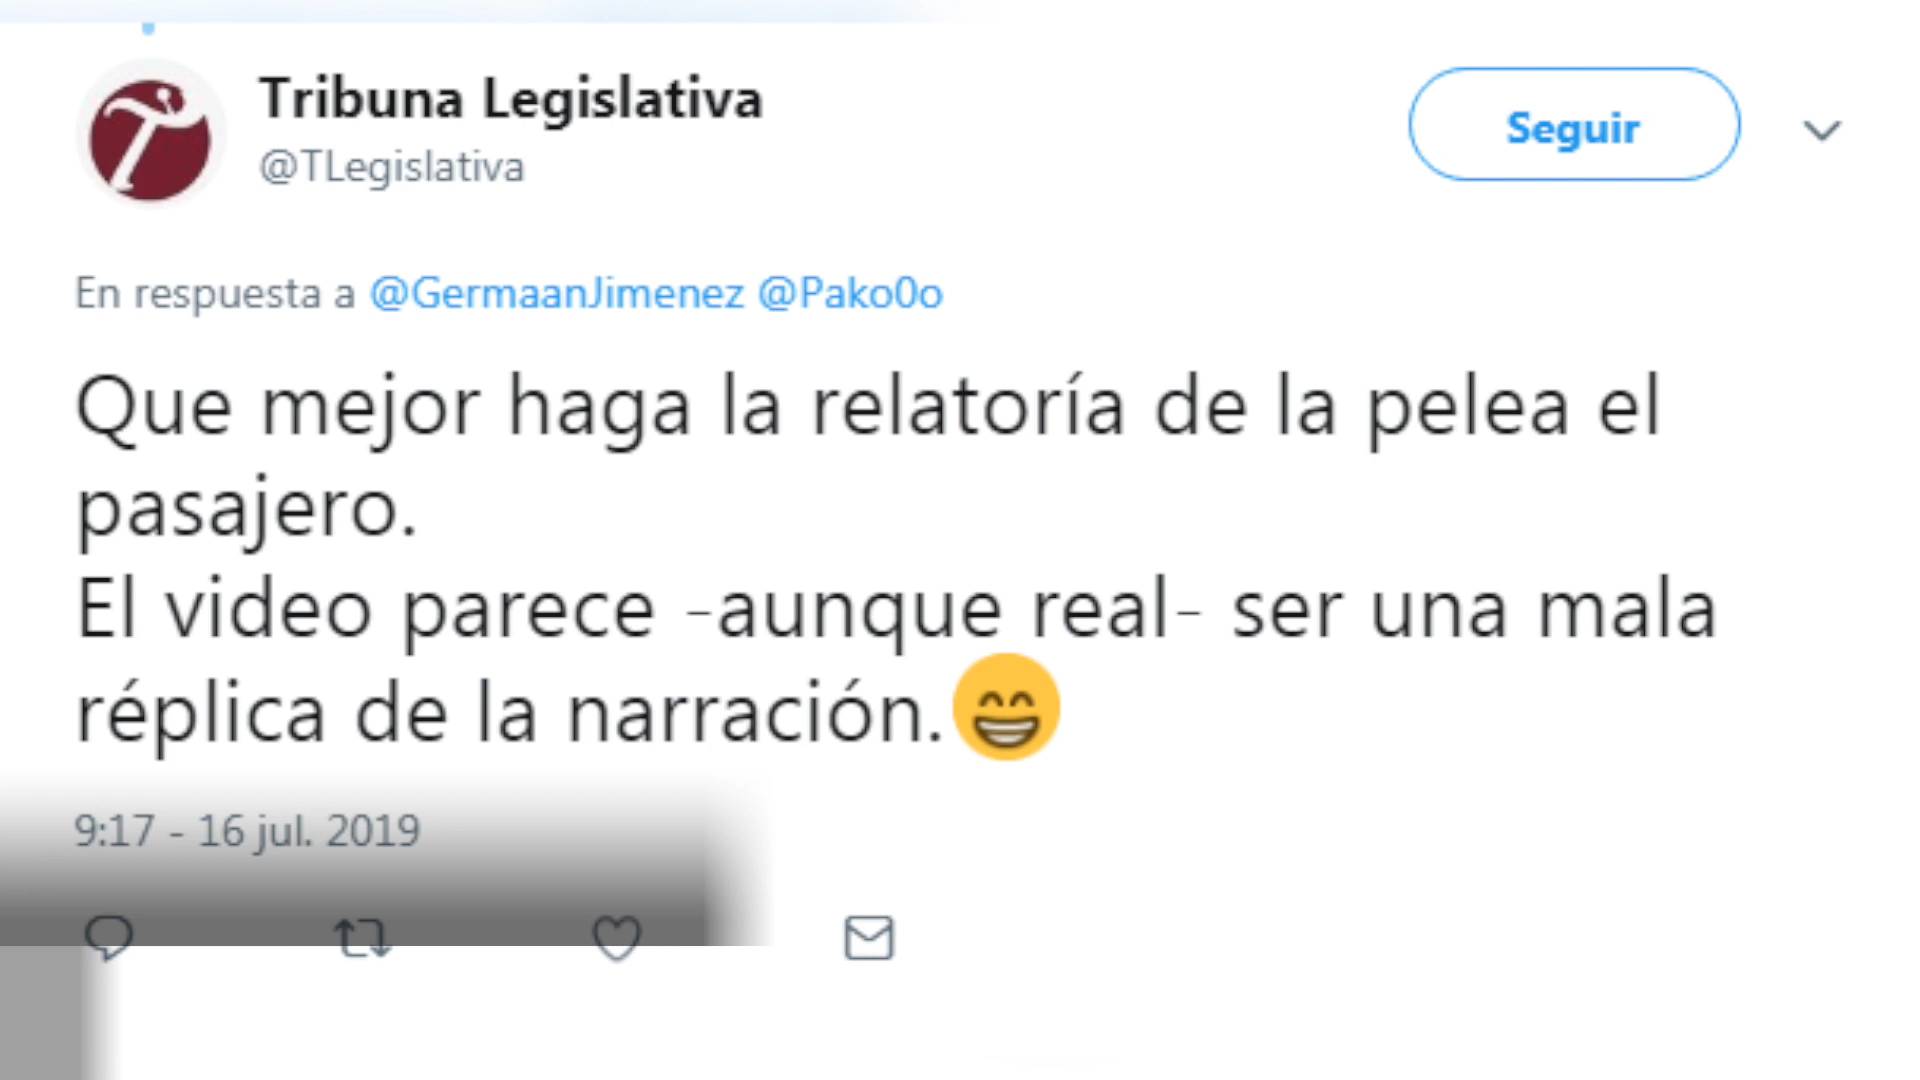 Tribuna Legislativa
@TLegislativa
Seguir
En respuesta a @GermaanJimenez @Pako0o
Que mejor haga la relatoría de la pelea el
pasajero.
El video parece -aunque real- ser una mala
réplica de la narración.😄
9:17 - 16 jul. 2019